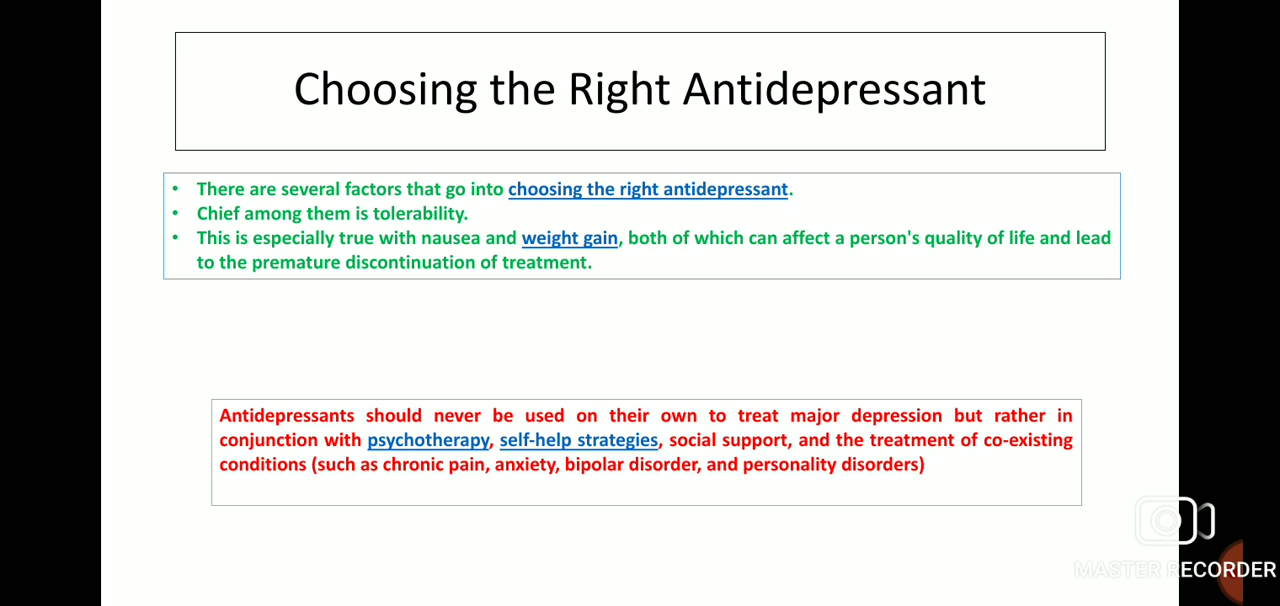 Choosing the Right Antidepressant
• There are several factors that go into choosing the right antidepressant.
• Chief among them is tolerability.
• This is especially true with nausea and weight gain, both of which can affect a person's quality of life and lead
to the premature discontinuation of treatment.
Antidepressants should never be used on their own to treat major depression but rather in
conjunction with psychotherapy, self-help strategies, social support, and the treatment of co-existing
conditions (such as chronic pain, anxiety, bipolar disorder, and personality disorders)
MASTER RECORDER